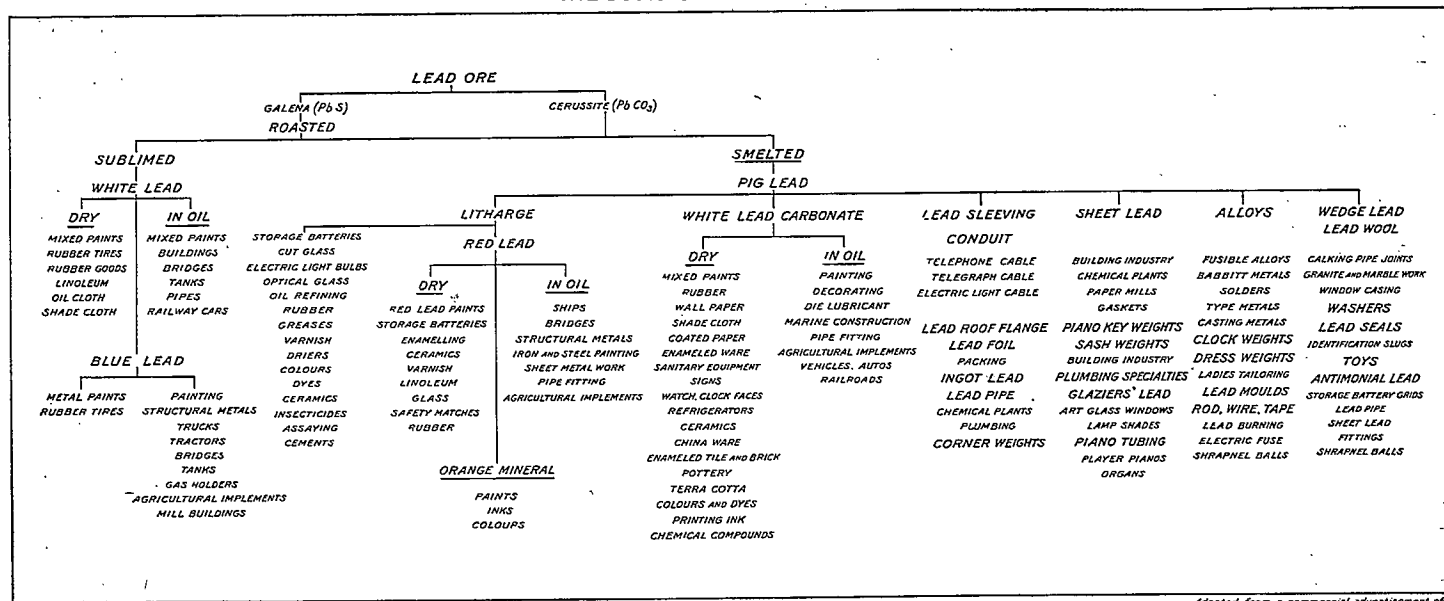 LEAD ORE
GALENA (Pb S)
CERUSSITE (Pb CO3)
ROASTED
SUBLIMED
SMELTED
WHITE LEAD
PIG LEAD
DRY
MIXED PAINTS
RUBBER TIRES
RUBBER GOODS
LINOLEUM
OIL CLOTH
SHADE CLOTH
IN OIL
MIXED PAINTS
BUILDINGS
BRIDGES
TANKS
PIPES
RAILWAY CARS
BLUE LEAD
METAL PAINTS
RUBBER TIRES
PAINTING
STRUCTURAL METALS
TRUCKS
TRACTORS
BRIDGES
TANKS
GAS HOLDERS
AGRICULTURAL IMPLEMENTS
MILL BUILDINGS
LITHARGE
STORAGE BATTERIES
CUT GLASS
ELECTRIC LIGHT BULBS
OPTICAL GLASS
OIL REFINING
RUBBER
GREASES
VARNISH
DRIERS
COLOURS
DYES
CERAMICS
INSECTICIDES
ASSAYING
CEMENTS
RED LEAD
DRY
RED LEAD PAINTS
STORAGE BATTERIES
ENAMELLING
CERAMICS
VARNISH
LINOLEUM
GLASS
SAFETY MATCHES
RUBBER
IN OIL
SHIPS
BRIDGES
STRUCTURAL METALS
IRON AND STEEL PAINTING
SHEET METAL WORK
PIPE FITTING
AGRICULTURAL IMPLEMENTS
ORANGE MINERAL
PAINTS
INKS
COLOUPS
WHITE LEAD CARBONATE
DRY
MIXED PAINTS
RUBBER
WALL PAPER
SHADE CLOTH
COATED PAPER
ENAMELED WARE
SANITARY EQUIPMENT
SIGNS
WATCH, CLOCK FACES
REFRIGERATORS
CERAMICS
CHINA WARE
ENAMELED TILE AND BRICK
POTTERY
TERRA COTTA
COLOURS AND DYES
PRINTING INK
CHEMICAL COMPOUNDS
IN OIL
PAINTING
DECORATING
DIE LUBRICANT
MARINE CONSTRUCTION
PIPE FITTING
AGRICULTURAL IMPLEMENTS
VEHICLES, AUTOS
RAILROADS
LEAD SLEEVING
CONDUIT
TELEPHONE CABLE
TELEGRAPH CABLE
ELECTRIC LIGHT CABLE
LEAD ROOF FLANGE
LEAD FOIL
PACKING
INGOT LEAD
LEAD PIPE
CHEMICAL PLANTS
PLUMBING
CORNER WEIGHTS
SHEET LEAD
BUILDING INDUSTRY
CHEMICAL PLANTS
PAPER MILLS
GASKETS
PIANO KEY WEIGHTS
SASH WEIGHTS
BUILDING INDUSTRY
PLUMBING SPECIALTIES
GLAZIERS' LEAD
ART GLASS WINDOWS
LAMP SHADES
PIANO TUBING
PLAYER PIANOS
ORGANS
ALLOYS
FUSIBLE ALLOYS
BABBITT METALS
SOLDERS
TYPE METALS
CASTING METALS
CLOCK WEIGHTS
DRESS WEIGHTS
LADIES TAILORING
LEAD MOULDS
ROD, WIRE, TAPE
LEAD BURNING
ELECTRIC FUSE
SHRAPNEL BALLS
WEDGE LEAD
LEAD WOOL
CALKING PIPE JOINTS
GRANITE AND MARBLE WORK
WINDOW CASING
WASHERS
LEAD SEALS
IDENTIFICATION SLUGS
TOYS
ANTIMONIAL LEAD
STORAGE BATTERY GRIDS
LEAD PIPE
SHEET LEAD
FITTINGS
SHRAPNEL BALLS